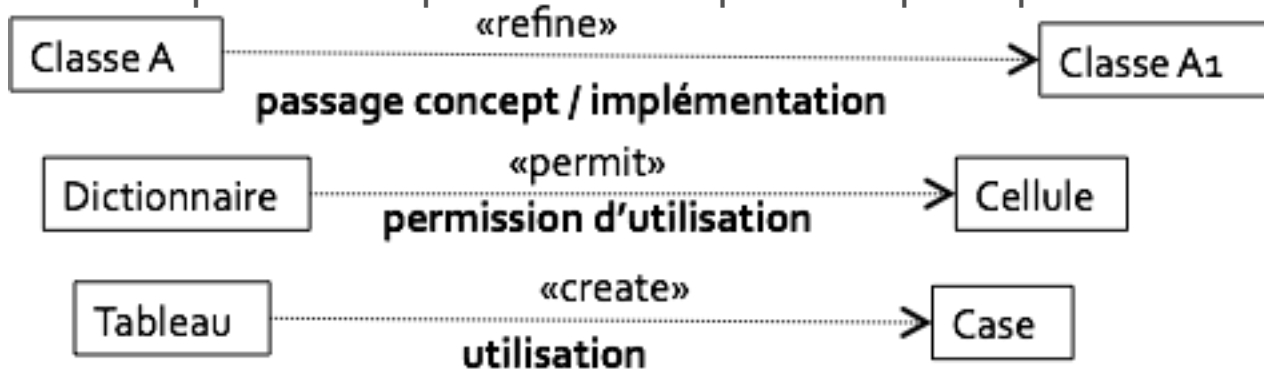 «refine»
Classe A
Classe A1
passage concept / implémentation
«permit»
Dictionnaire
Cellule
permission d'utilisation
«create»
Tableau
Case
utilisation